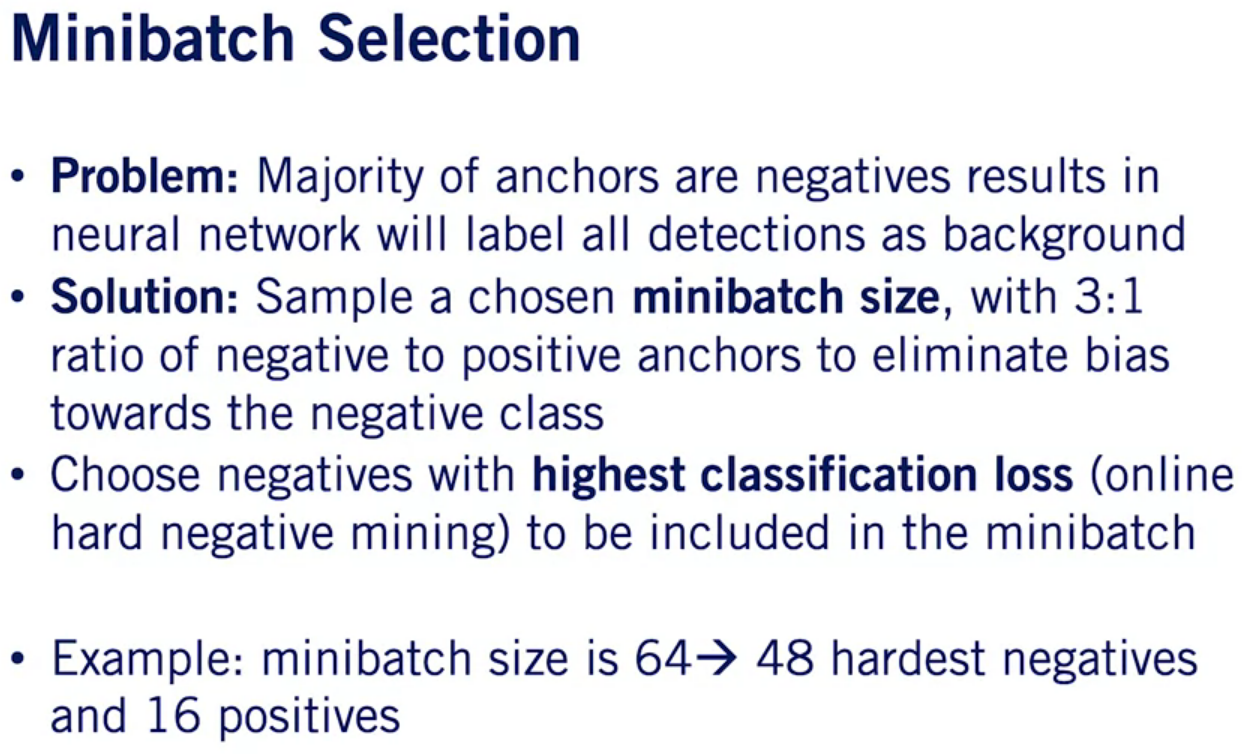 Minibatch Selection
• Problem: Majority of anchors are negatives results in
neural network will label all detections as background
• Solution: Sample a chosen minibatch size, with 3:1
ratio of negative to positive anchors to eliminate bias
towards the negative class
• Choose negatives with highest classification loss (online
hard negative mining) to be included in the minibatch
• Example: minibatch size is 64→ 48 hardest negatives
and 16 positives